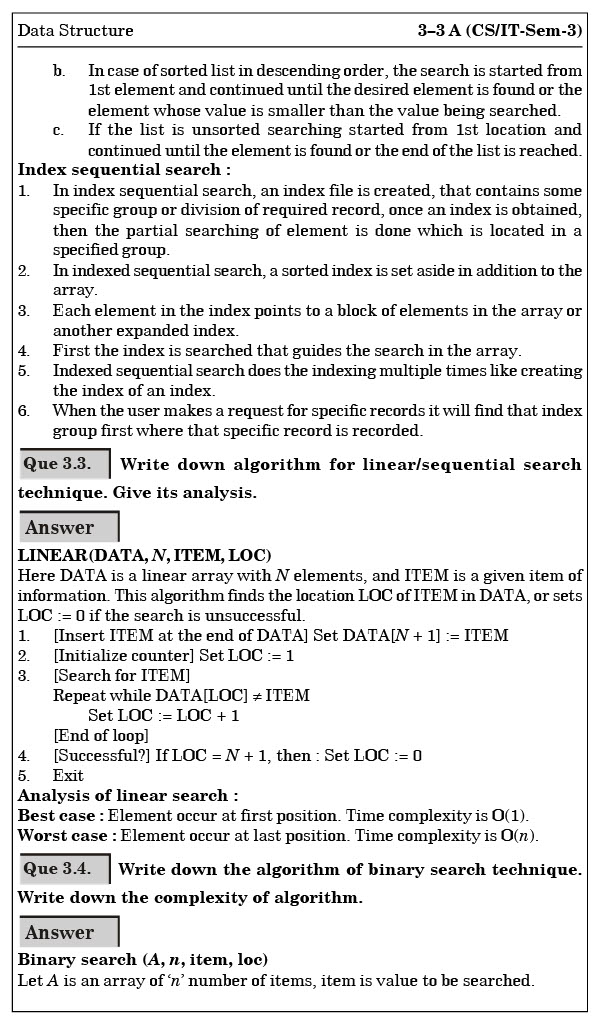 Data Structure 3–3 A (CS/IT-Sem-3)
b. In case of sorted list in descending order, the search is started from
1st element and continued until the desired element is found or the
element whose value is smaller than the value being searched.
c. If the list is unsorted searching started from 1st location and
continued until the element is found or the end of the list is reached.
Index sequential search :
1. In index sequential search, an index file is created, that contains some
specific group or division of required record, once an index is obtained,
then the partial searching of element is done which is located in a
specified group.
2. In indexed sequential search, a sorted index is set aside in addition to the
array.
3. Each element in the index points to a block of elements in the array or
another expanded index.
4. First the index is searched that guides the search in the array.
5. Indexed sequential search does the indexing multiple times like creating
the index of an index.
6. When the user makes a request for specific records it will find that index
group first where that specific record is recorded.
Que 3.3. Write down algorithm for linear/sequential search
technique. Give its analysis.
Answer
LINEAR(DATA, N, ITEM, LOC)
Here DATA is a linear array with N elements, and ITEM is a given item of
information. This algorithm finds the location LOC of ITEM in DATA, or sets
LOC := 0 if the search is unsuccessful.
1. [Insert ITEM at the end of DATA] Set DATA[N + 1] := ITEM
2. [Initialize counter] Set LOC := 1
3. [Search for ITEM]
Repeat while DATA[LOC] ≠ ITEM
Set LOC := LOC + 1
[End of loop]
4. [Successful?] If LOC = N + 1, then : Set LOC := 0
5. Exit
Analysis of linear search :
Best case : Element occur at first position. Time complexity is O(1).
Worst case : Element occur at last position. Time complexity is O(n).
Que 3.4. Write down the algorithm of binary search technique.
Write down the complexity of algorithm.
Answer
Binary search (A, n, item, loc)
Let A is an array of ‘n’ number of items, item is value to be searched.